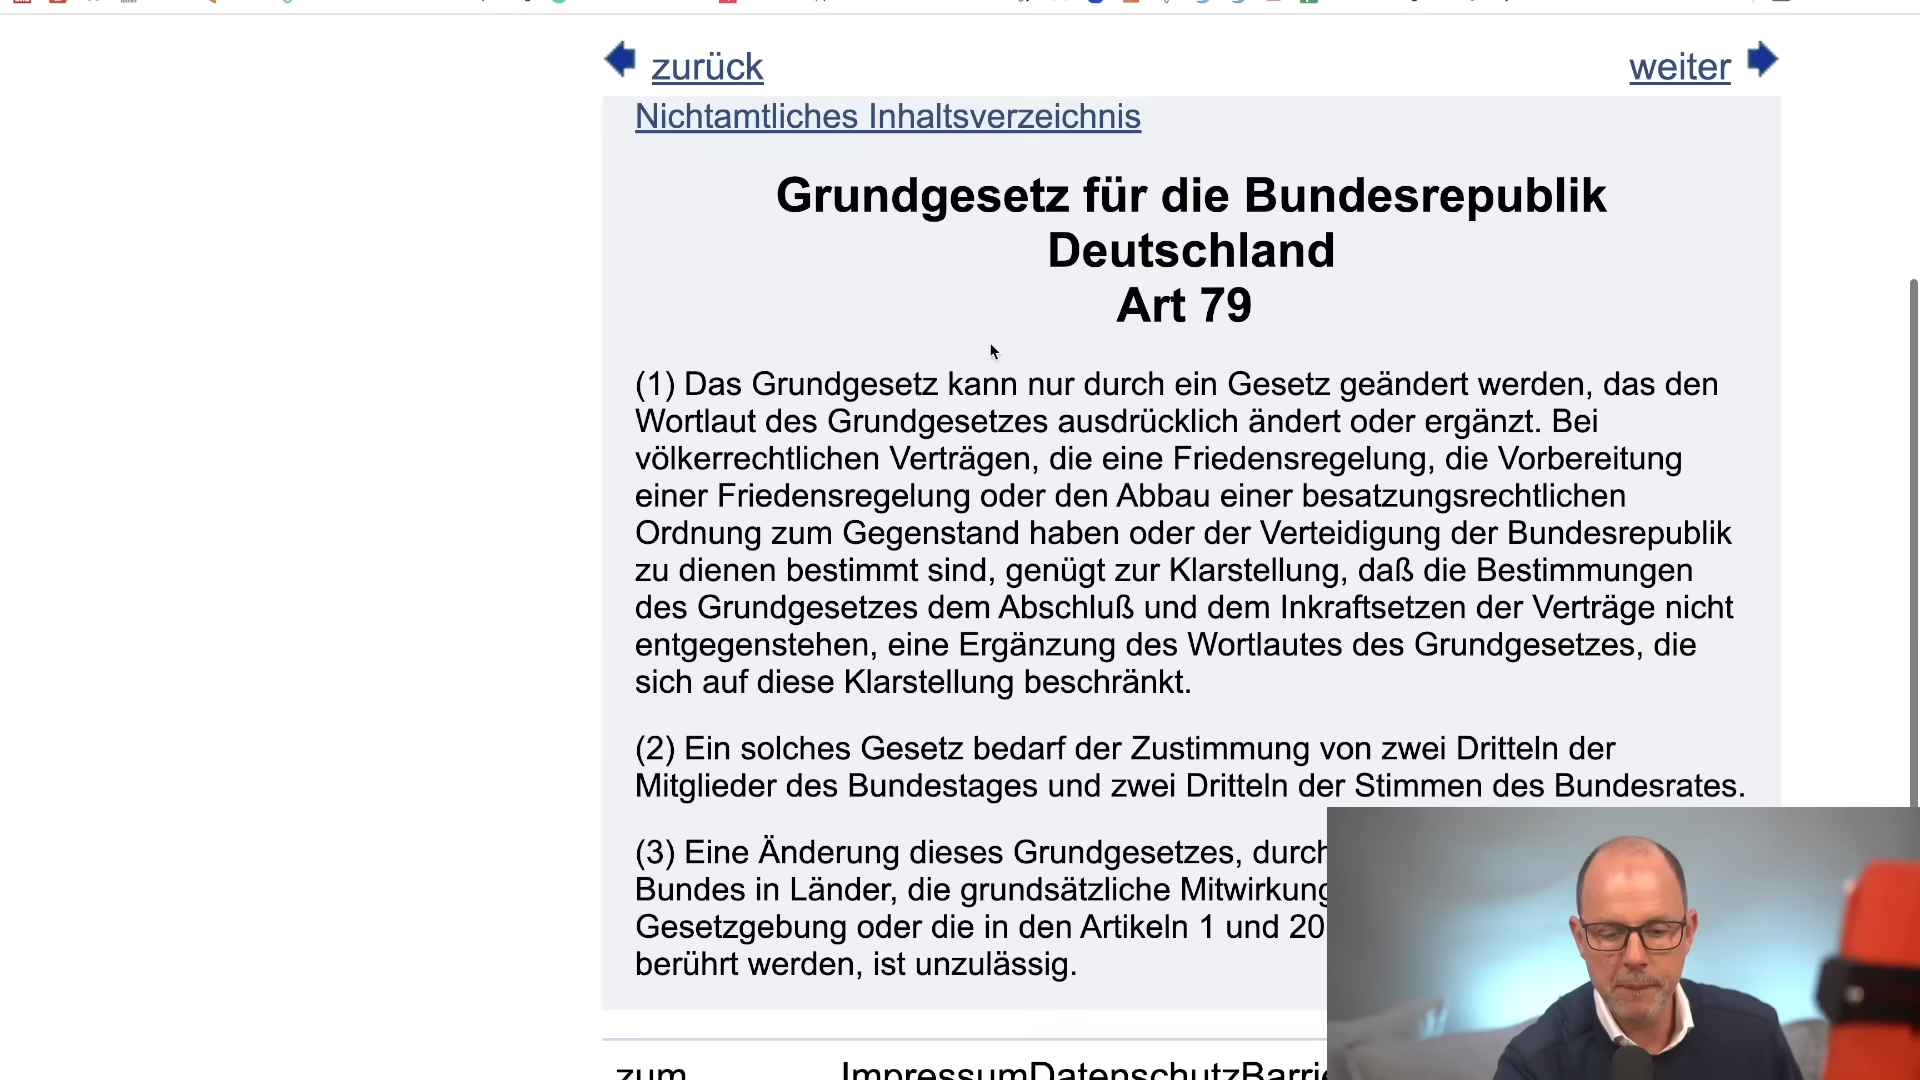 zurück
weiter
Nichtamtliches Inhaltsverzeichnis
Grundgesetz für die Bundesrepublik
Deutschland
Art 79
(1) Das Grundgesetz kann nur durch ein Gesetz geändert werden, das den
Wortlaut des Grundgesetzes ausdrücklich ändert oder ergänzt. Bei
völkerrechtlichen Verträgen, die eine Friedensregelung, die Vorbereitung
einer Friedensregelung oder den Abbau einer besatzungsrechtlichen
Ordnung zum Gegenstand haben oder der Verteidigung der Bundesrepublik
zu dienen bestimmt sind, genügt zur Klarstellung, daß die Bestimmungen
des Grundgesetzes dem Abschluß und dem Inkraftsetzen der Verträge nicht
entgegenstehen, eine Ergänzung des Wortlautes des Grundgesetzes, die
sich auf diese Klarstellung beschränkt.
(2) Ein solches Gesetz bedarf der Zustimmung von zwei Dritteln der
Mitglieder des Bundestages und zwei Dritteln der Stimmen des Bundesrates.
(3) Eine Änderung dieses Grundgesetzes, durch
Bundes in Länder, die grundsätzliche Mitwirkung
Gesetzgebung oder die in den Artikeln 1 und 20
berührt werden, ist unzulässig.
zum ImpressumDatenschutzBarrie